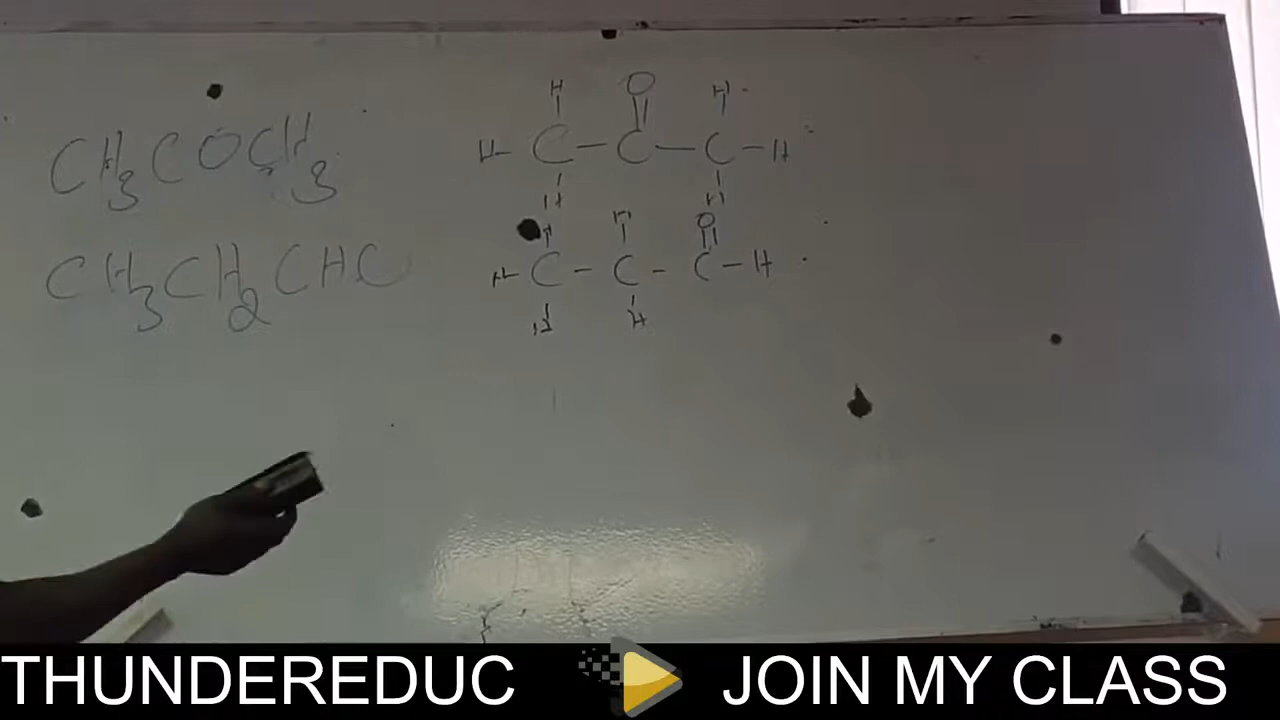 CH3COCH3
CH3CH2CHO
H O H
H-C-C-C-H
H H
H H O
H-C-C-C-H
H H
THUNDEREDUC JOIN MY CLASS